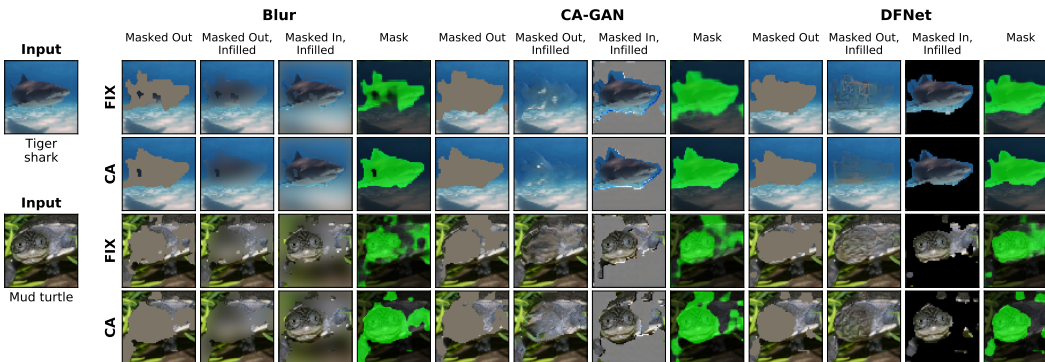 Blur CA-GAN DFNet
Masked Out Masked Out, Masked In, Mask Masked Out Masked Out, Masked In, Mask Masked Out Masked Out, Masked In, Mask
Infilled Infilled Infilled Infilled Infilled Infilled
Input
FIX
Tiger
shark
CA
Input
FIX
Mud turtle
CA